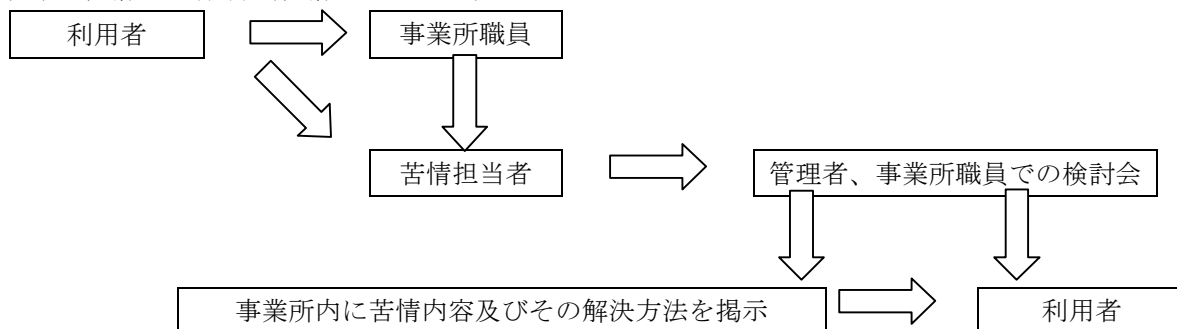 利用者
事業所職員
苦情担当者
管理者、事業所職員での検討会
事業所内に苦情内容及びその解決方法を掲示
利用者